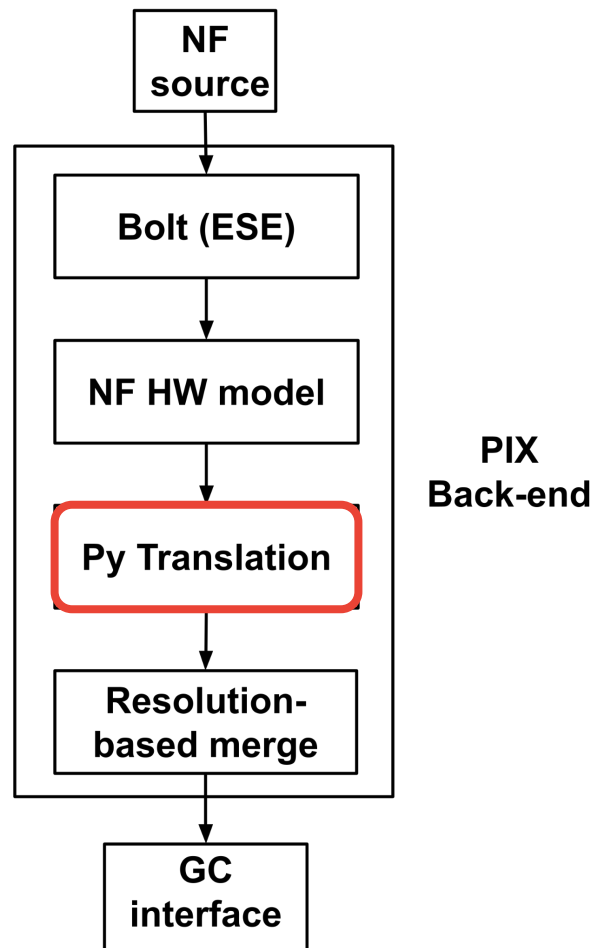 NF
source
Bolt (ESE)
NF HW model
PIX
Back-end
Py Translation
Resolution-
based merge
GC
interface